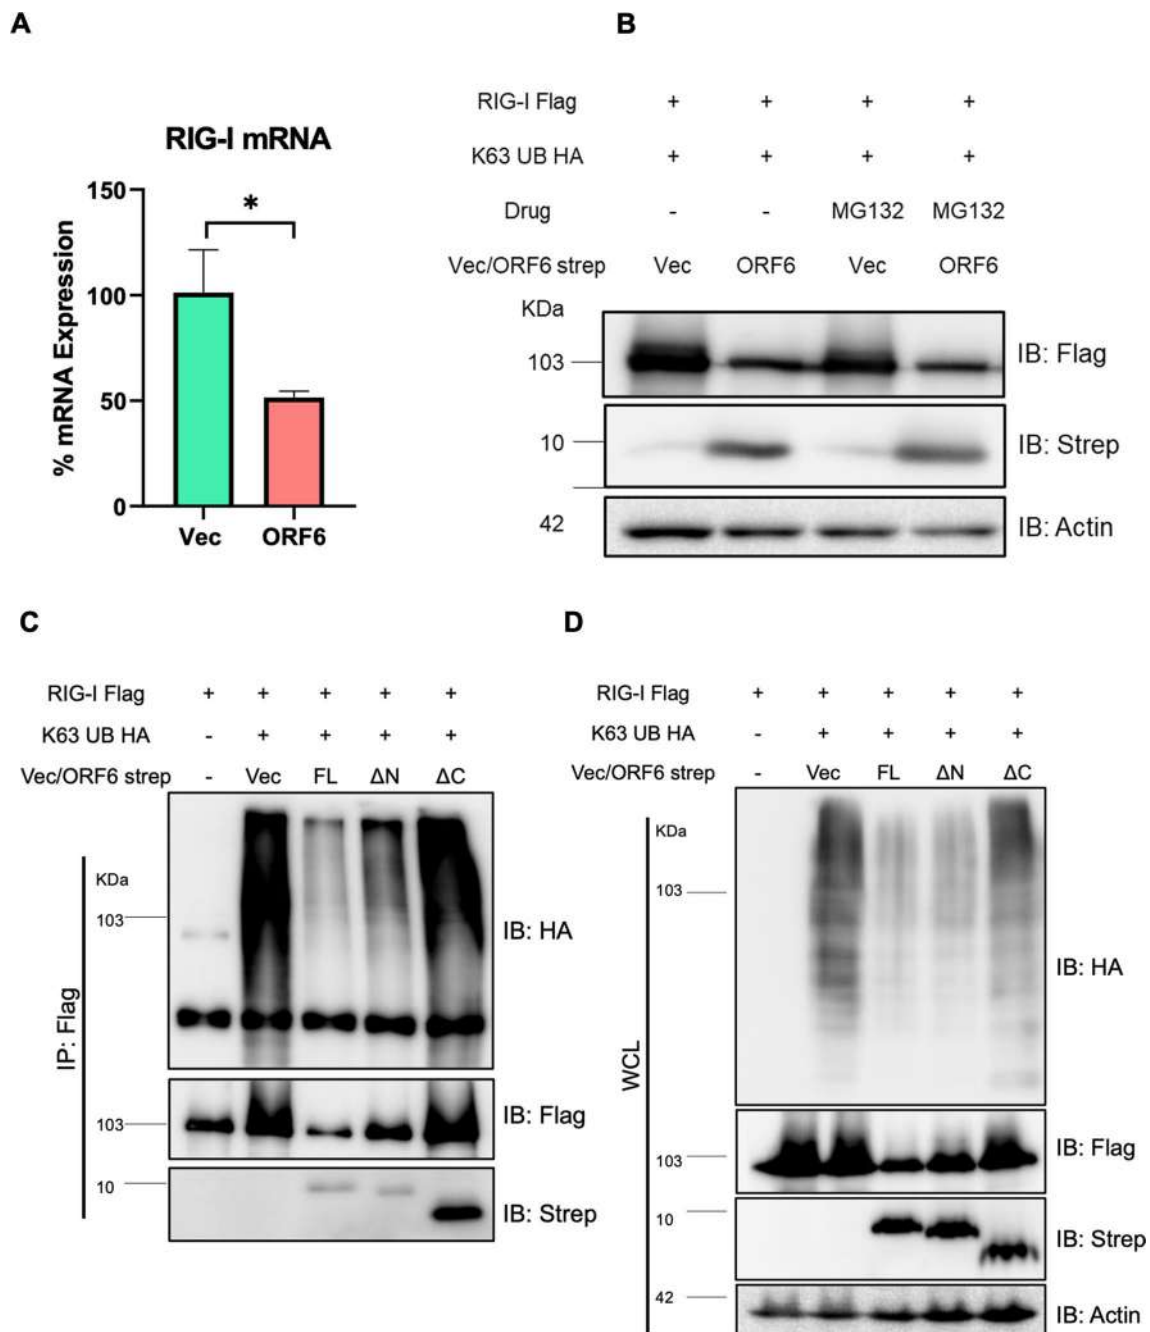 A
RIG-I mRNA
% mRNA Expression
150
100
50
0
*
Vec ORF6
B
RIG-I Flag + + + +
K63 UB HA + + + +
Drug - - MG132 MG132
Vec/ORF6 strep Vec ORF6 Vec ORF6
KDa
103 IB: Flag
10 IB: Strep
42 IB: Actin
C
RIG-I Flag + + + + +
K63 UB HA - + + + +
Vec/ORF6 strep - Vec FL ΔN ΔC
IP: Flag
KDa
103
IB: HA
103 IB: Flag
10
IB: Strep
D
RIG-I Flag + + + + +
K63 UB HA - + + + +
Vec/ORF6 strep - Vec FL ΔN ΔC
WCL
KDa
103
IB: HA
103 IB: Flag
10
IB: Strep
42
IB: Actin